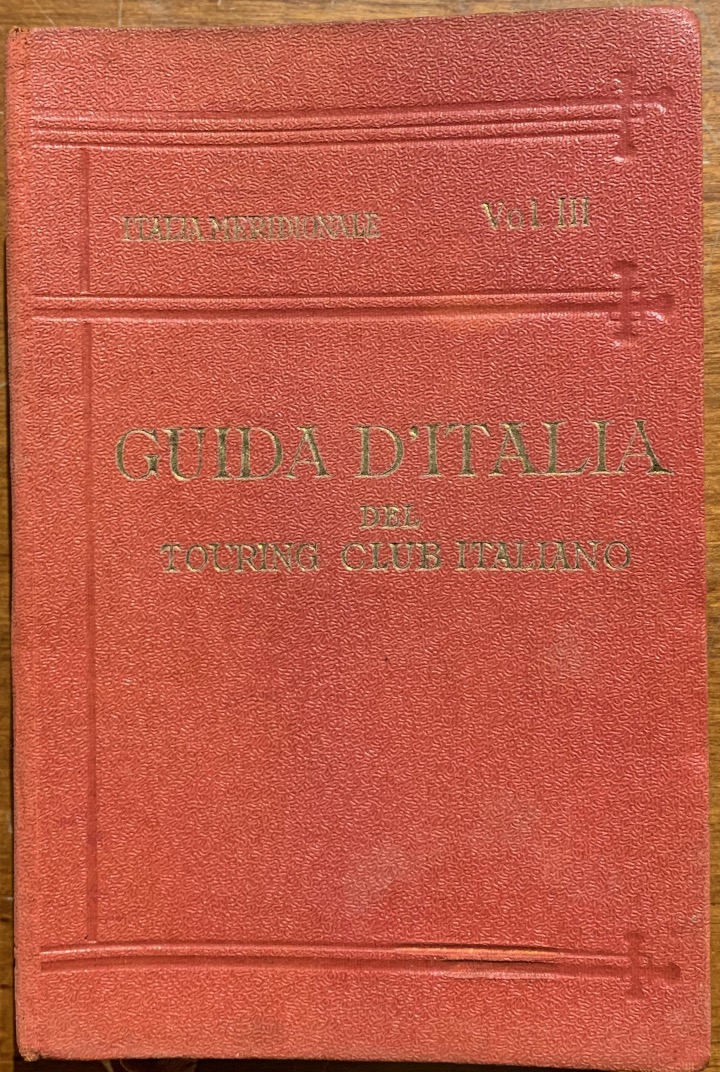 ITALIA MERIDIONALE Vol III
GUIDA D'ITALIA
DEL
TOURING CLUB ITALIANO